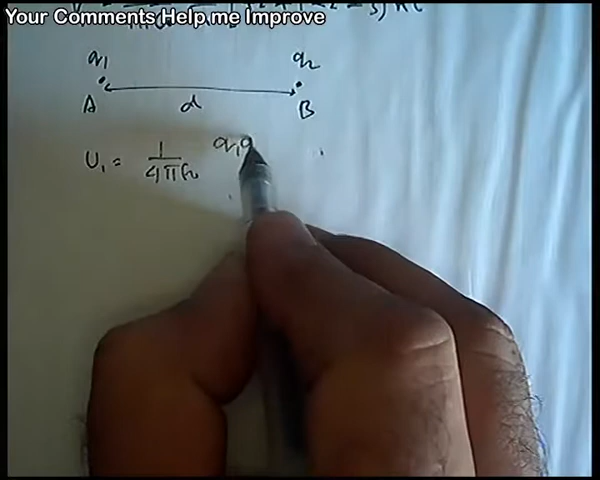 Your Comments Help me Improve
q₁ q₂
A d B
U₁ = 1/4πε₀ q₁q